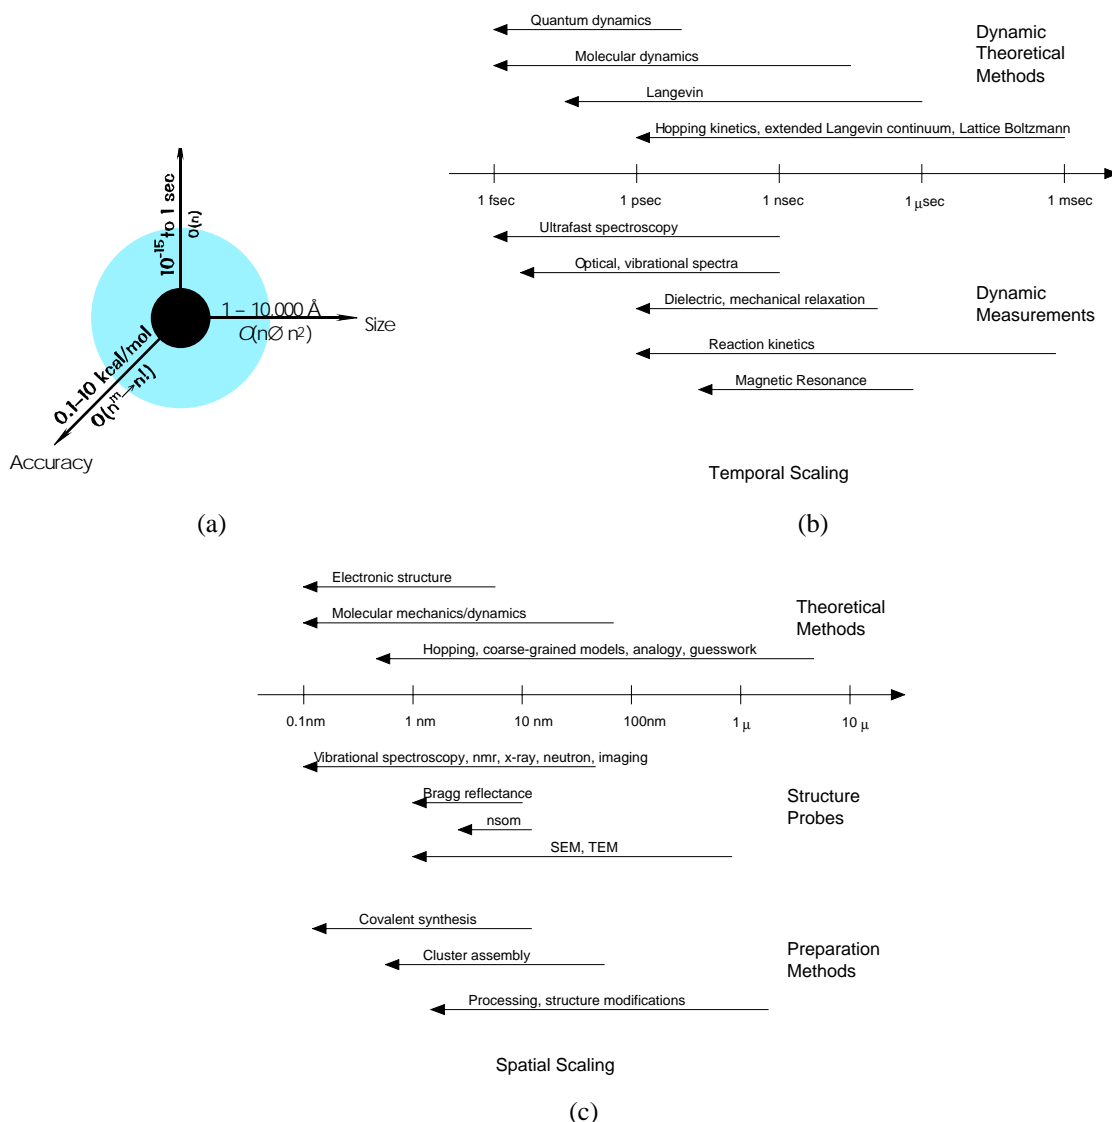 10-15 to 1 sec
O(n)
1 – 10,000 Å
O(nØ n2)
Size
0.1–10 kcal/mol
O(nm→n!)
Accuracy
(a)
Quantum dynamics
Molecular dynamics
Langevin
Hopping kinetics, extended Langevin continuum, Lattice Boltzmann
Dynamic
Theoretical
Methods
1 fsec 1 psec 1 nsec 1 μsec 1 msec
Ultrafast spectroscopy
Optical, vibrational spectra
Dielectric, mechanical relaxation
Reaction kinetics
Magnetic Resonance
Dynamic
Measurements
Temporal Scaling
(b)
Electronic structure
Molecular mechanics/dynamics
Hopping, coarse-grained models, analogy, guesswork
Theoretical
Methods
0.1nm 1 nm 10 nm 100nm 1 μ 10 μ
Vibrational spectroscopy, nmr, x-ray, neutron, imaging
Bragg reflectance
nsom
SEM, TEM
Structure
Probes
Covalent synthesis
Cluster assembly
Processing, structure modifications
Preparation
Methods
Spatial Scaling
(c)